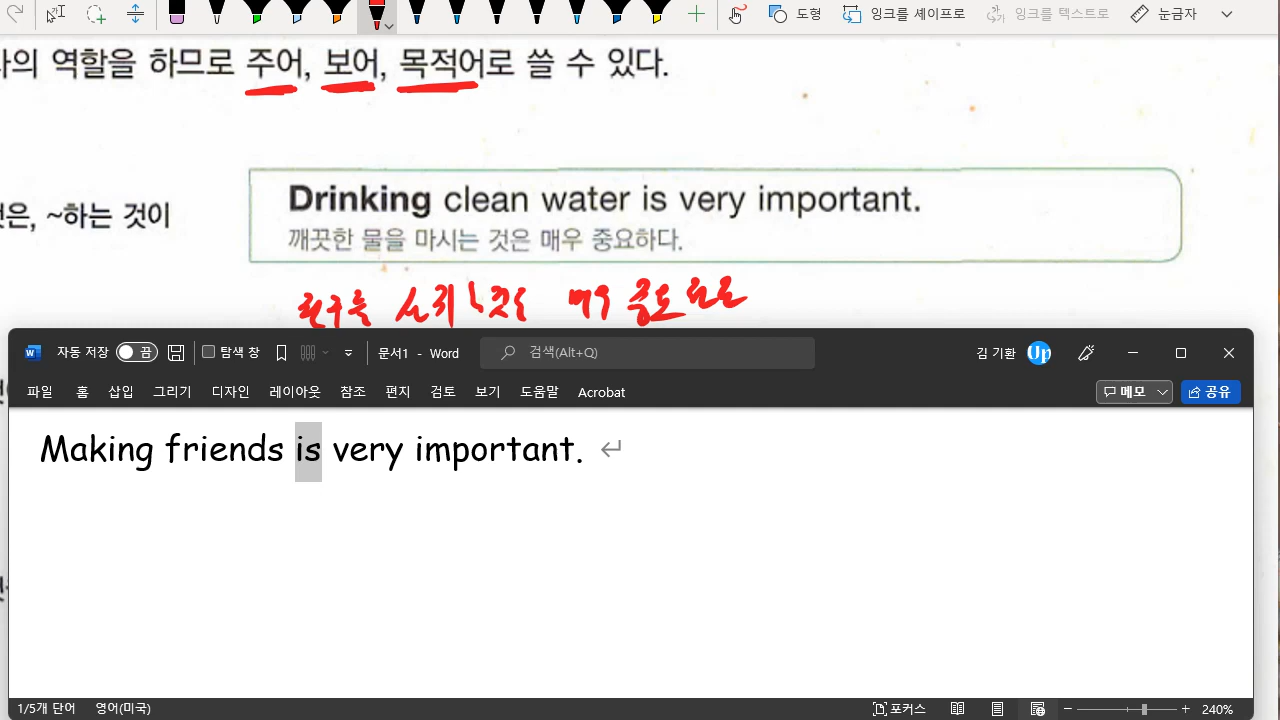 도형
잉크를 셰이프로
잉크를 텍스트로
눈금자
의 역할을 하므로 주어, 보어, 목적어로 쓸 수 있다.
은, ~하는 것이
Drinking clean water is very important.
깨끗한 물을 마시는 것은 매우 중요하다.
매우
자동 저장 끔
탐색 창
문서1 - Word
검색(Alt+Q)
김 기환
Up
파일 홈 삽입 그리기 디자인 레이아웃 참조 편지 검토 보기 도움말 Acrobat
메모
공유
Making friends is very important.
1/5개 단어 영어(미국)
포커스
240%